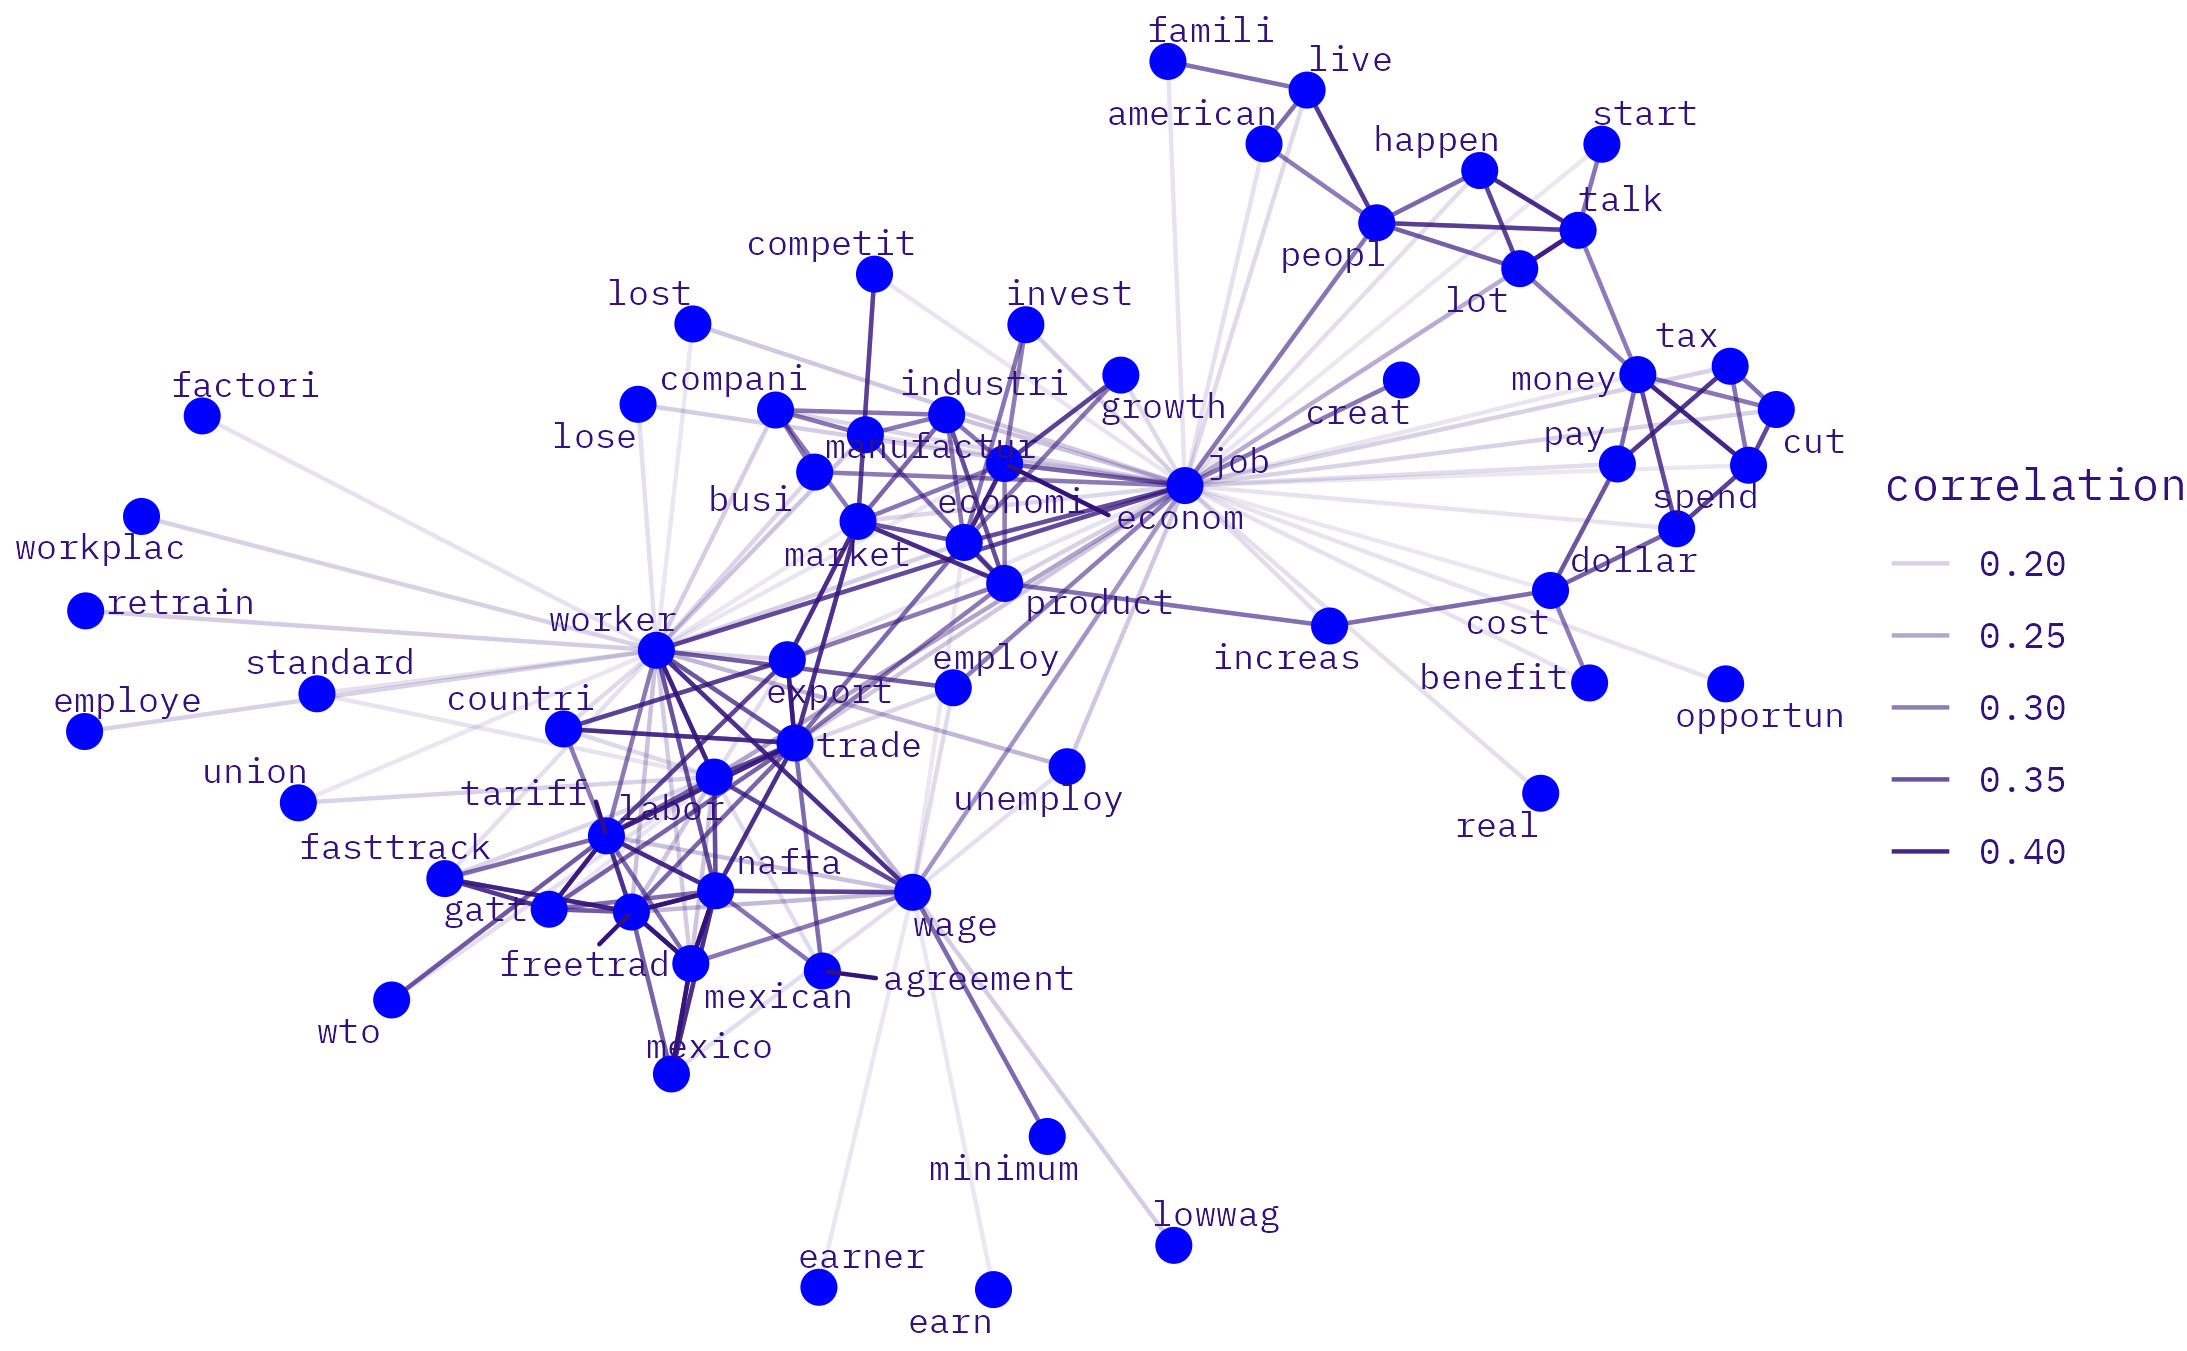 famili
live
american
start
happen
talk
peopl
competit
lost
invest
lot
tax
factori
compani
industri
money
growth
creat
lose
manufactur
pay
cut
job
correlation
busi
economi
spend
econom
workplac
market
dollar
0.20
retrain
worker
product
cost
0.25
standard
employ
increas
benefit
employe
countri
export
0.30
opportun
trade
union
tariff
labor
unemploy
0.35
real
fasttrack
nafta
0.40
gatt
wage
freetrad
agreement
mexican
wto
mexico
minimum
lowwag
earner
earn